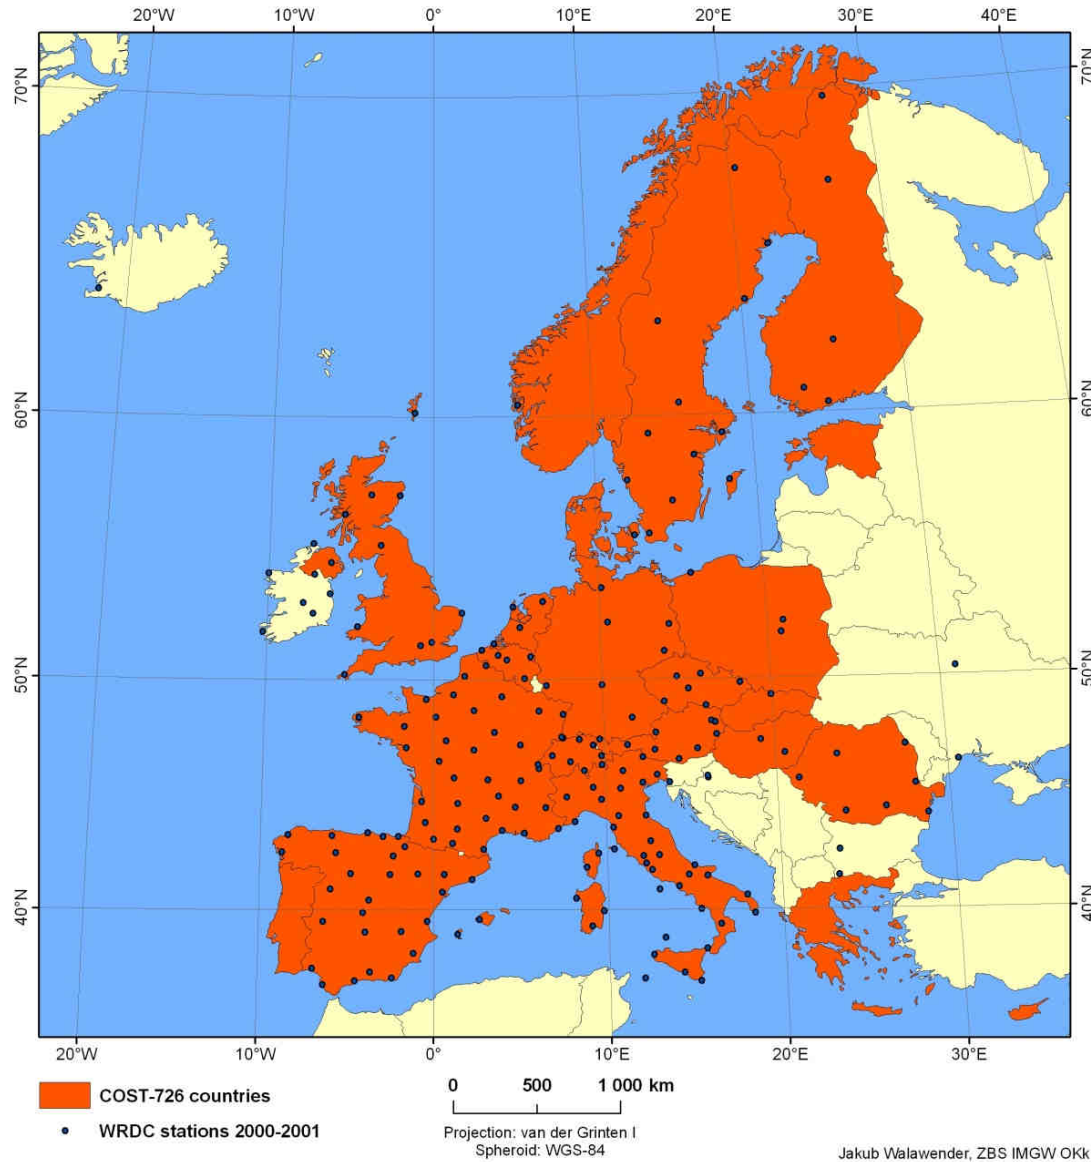 20°W 10°W 0° 10°E 20°E 30°E 40°E
70°N 70°N
60°N 60°N
50°N 50°N
40°N 40°N
20°W 10°W 0° 10°E 20°E 30°E
COST-726 countries
WRDC stations 2000-2001
0 500 1 000 km
Projection: van der Grinten I
Spheroid: WGS-84
Jakub Walawender, ZBS IMGW OKk